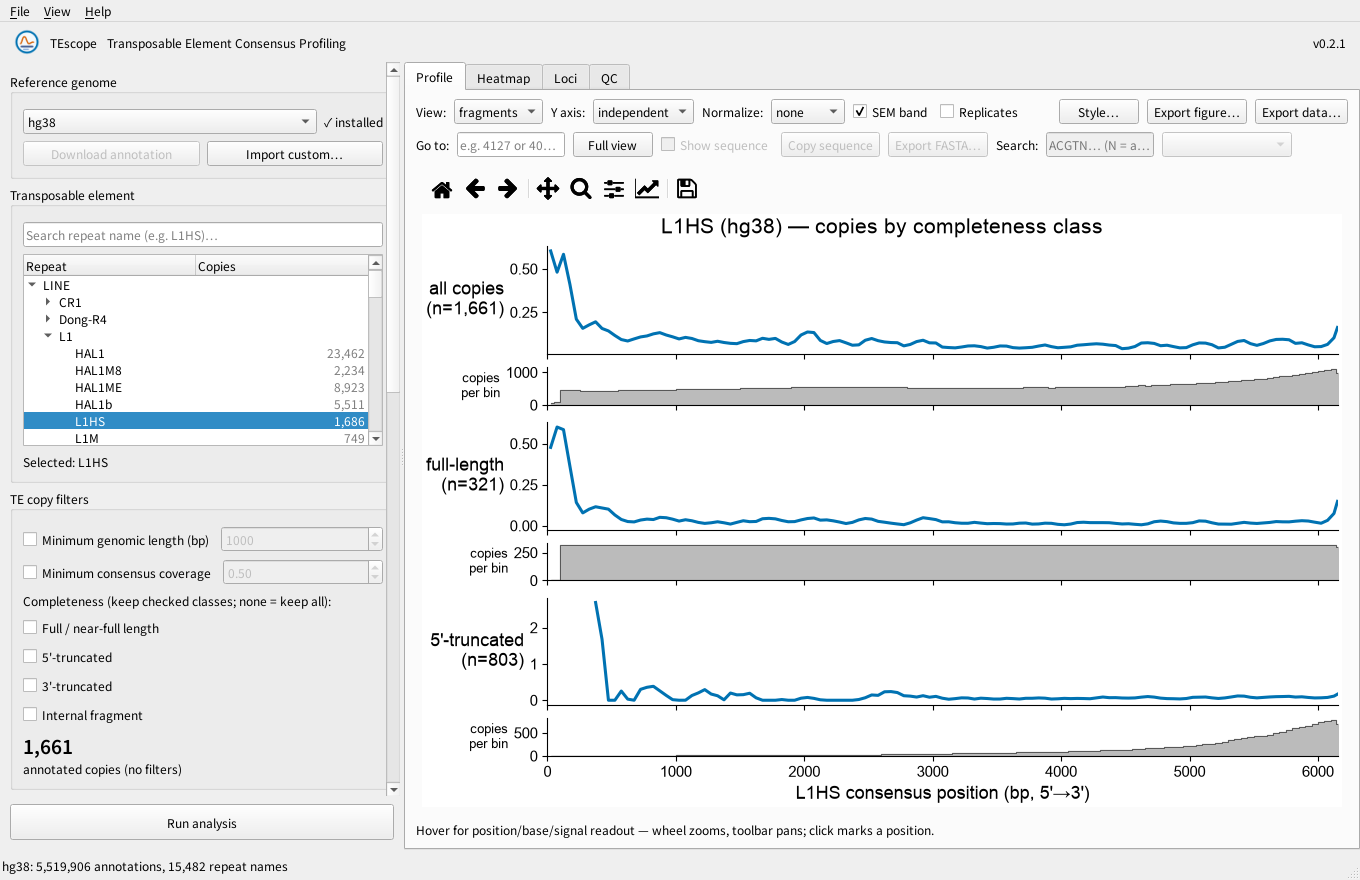 File View Help
TEscope Transposable Element Consensus Profiling v0.2.1
Reference genome
hg38 ✓ installed
Download annotation Import custom…
Transposable element
Search repeat name (e.g. L1HS)…
Repeat Copies
LINE
CR1
Dong-R4
L1
HAL1 23,462
HAL1M8 2,234
HAL1ME 8,923
HAL1b 5,511
L1HS 1,686
L1M 749
Selected: L1HS
TE copy filters
Minimum genomic length (bp) 1000
Minimum consensus coverage 0.50
Completeness (keep checked classes; none = keep all):
Full / near-full length
5'-truncated
3'-truncated
Internal fragment
1,661
annotated copies (no filters)
Run analysis
hg38: 5,519,906 annotations, 15,482 repeat names
Profile Heatmap Loci QC
View: fragments Y axis: independent Normalize: none SEM band Replicates Style… Export figure… Export data…
Go to: e.g. 4127 or 40… Full view Show sequence Copy sequence Export FASTA… Search: ACGTN… (N = a…
L1HS (hg38) — copies by completeness class
all copies
(n=1,661)
0.50
0.25
copies
per bin
1000
0
full-length
(n=321)
0.50
0.25
0.00
copies
per bin
250
0
5'-truncated
(n=803)
2
1
0
copies
per bin
500
0
0 1000 2000 3000 4000 5000 6000
L1HS consensus position (bp, 5'→3')
Hover for position/base/signal readout — wheel zooms, toolbar pans; click marks a position.